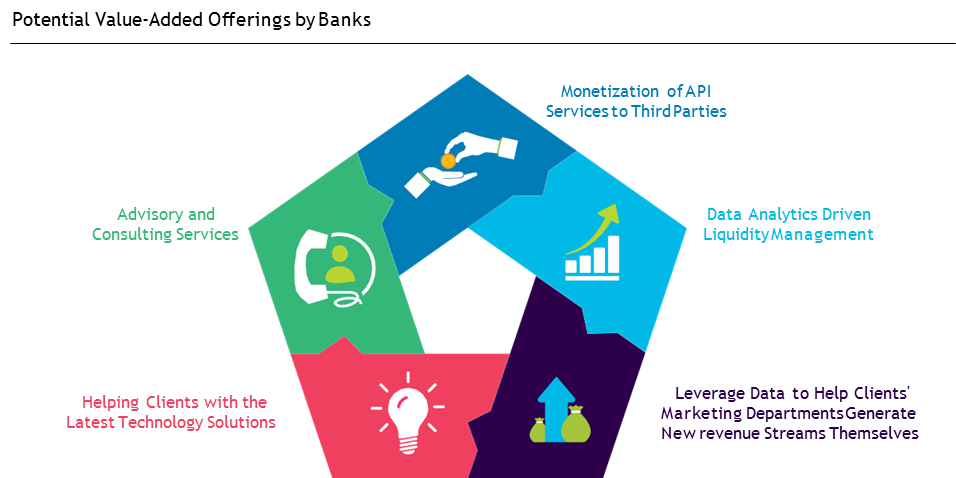 Potential Value-Added Offerings by Banks
Monetization of API
Services to Third Parties
Advisory and
Consulting Services
Data Analytics Driven
Liquidity Management
Helping Clients with the
Latest Technology Solutions
Leverage Data to Help Clients'
Marketing Departments Generate
New revenue Streams Themselves